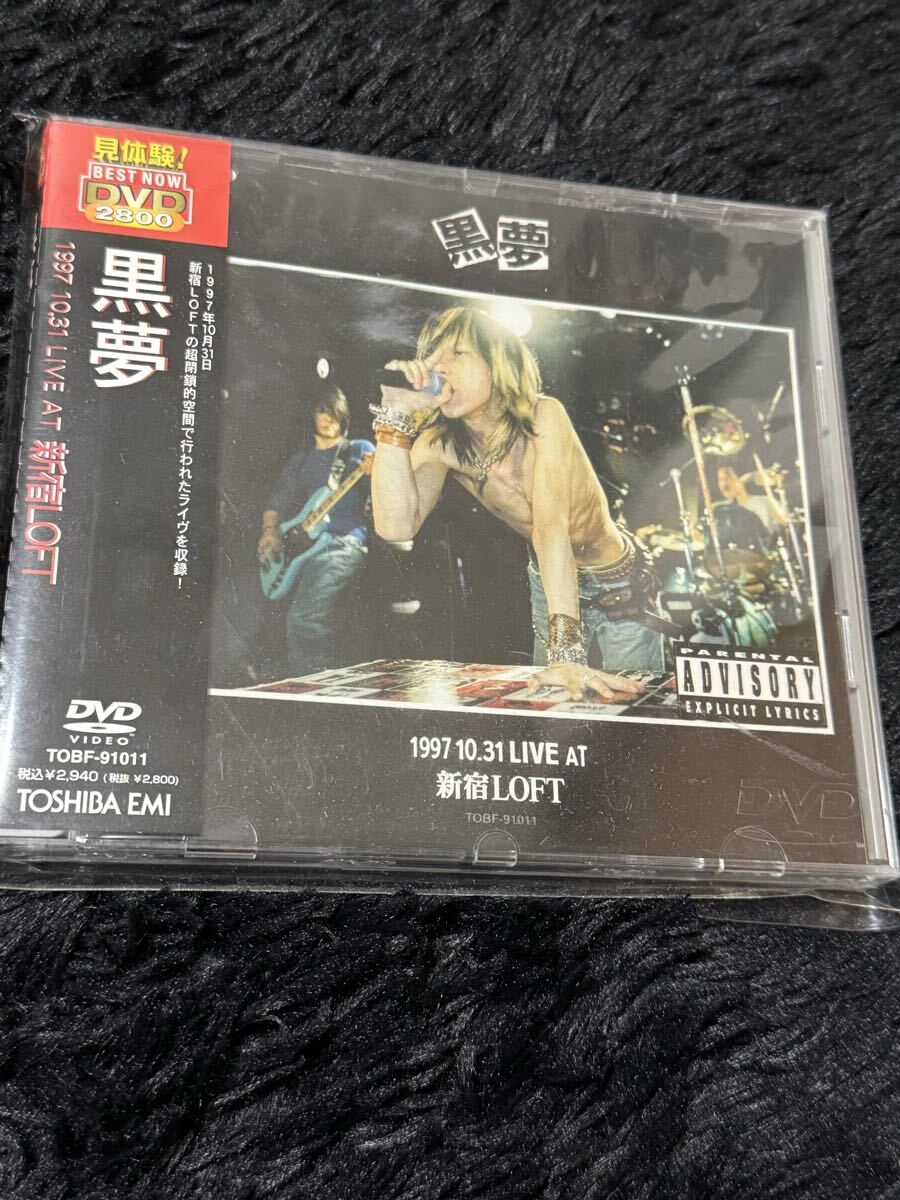 見体験!
BEST NOW
DVD
2800
黒夢
1997 10.31 LIVE AT 新宿LOFT
1997年10月31日
新宿LOFTの超閉鎖的空間で行われたライヴを収録!
DVD
VIDEO
TOBF-91011
税込¥2,940 (税抜 ¥2,800)
TOSHIBA EMI
黒夢
PARENTAL
ADVISORY
EXPLICIT LYRICS
1997 10.31 LIVE AT
新宿LOFT
TOBF-91011
DVD